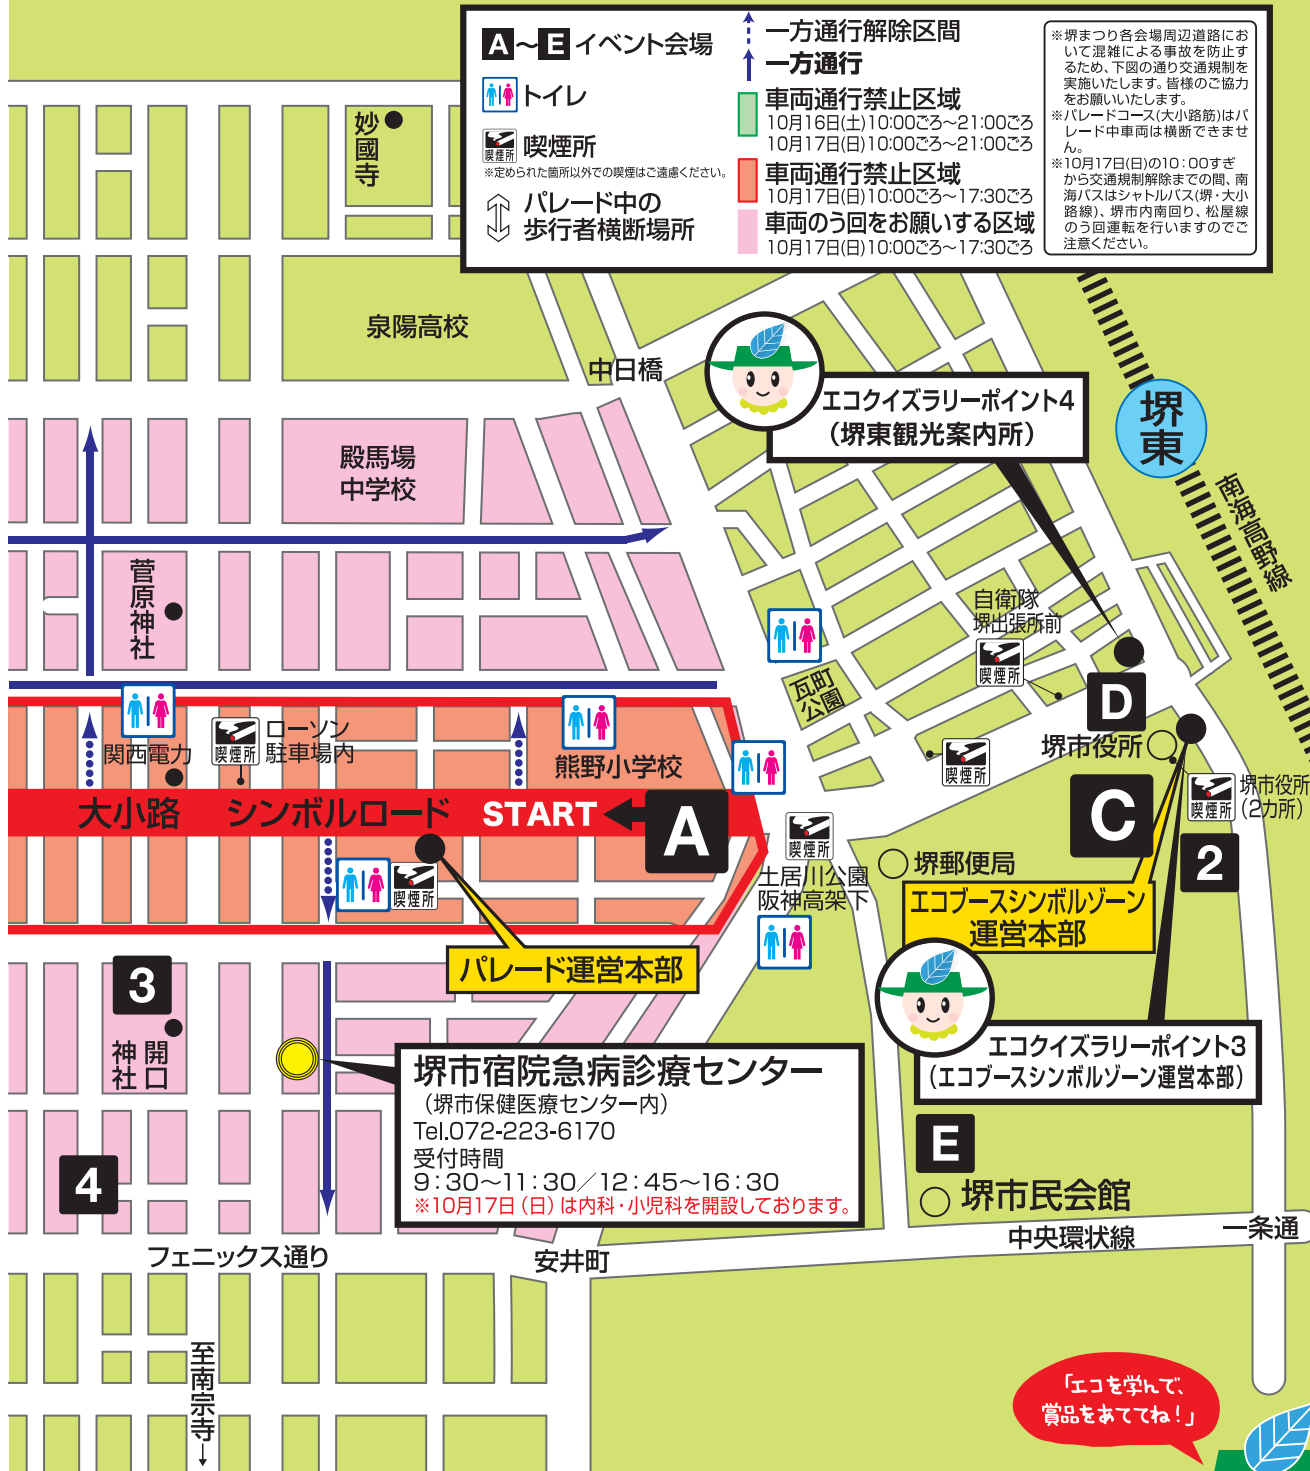 A～E イベント会場
トイレ
喫煙所
喫煙所
※定められた箇所以外での喫煙はご遠慮ください。
パレード中の
歩行者横断場所
一方通行解除区間
一方通行
車両通行禁止区域
10月16日(土)10:00ごろ～21:00ごろ
10月17日(日)10:00ごろ～21:00ごろ
車両通行禁止区域
10月17日(日)10:00ごろ～17:30ごろ
車両のう回をお願いする区域
10月17日(日)10:00ごろ～17:30ごろ
※堺まつり各会場周辺道路にお
いて混雑による事故を防止す
るため、下図の通り交通規制を
実施いたします。皆様のご協力
をお願いいたします。
※パレードコース(大小路筋)はパ
レード中車両は横断できませ
ん。
※10月17日(日)の10:00すぎ
から交通規制解除までの間、南
海バスはシャトルバス(堺・大小
路線)、堺市内南回り、松屋線
のう回運転を行いますのでご
注意ください。
妙國寺
泉陽高校
中日橋
エコクイズラリーポイント4
(堺東観光案内所)
堺東
南海高野線
殿馬場
中学校
菅原神社
自衛隊
堺出張所前
喫煙所
瓦町
公園
D
堺市役所
喫煙所
喫煙所
堺市役所
(2カ所)
関西電力
喫煙所
ローソン
駐車場内
熊野小学校
大小路 シンボルロード START
A
C
2
喫煙所
喫煙所
土居川公園
阪神高架下
堺郵便局
エコブースシンボルゾーン
運営本部
パレード運営本部
3
開口神社
エコクイズラリーポイント3
(エコブースシンボルゾーン運営本部)
堺市宿院急病診療センター
(堺市保健医療センター内)
Tel.072-223-6170
受付時間
9:30～11:30／12:45～16:30
※10月17日(日)は内科・小児科を開設しております。
4
E
堺市民会館
中央環状線
一条通
フェニックス通り
安井町
至南宗寺→
「エコを学んで、
賞品をあててね！」